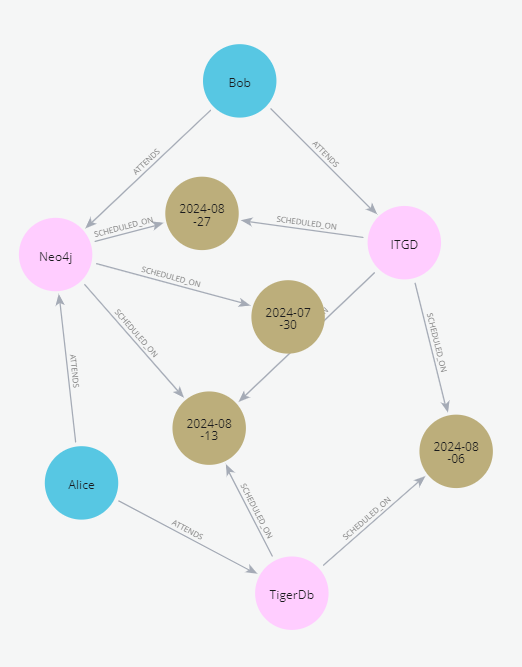 Bob
ATTENDS
ATTENDS
2024-08
-27
SCHEDULED_ON
SCHEDULED_ON
ITGD
Neo4j
SCHEDULED_ON
2024-07
-30
SCHEDULED_ON
SCHEDULED_ON
ATTENDS
2024-08
-13
2024-08
-06
Alice
SCHEDULED_ON
SCHEDULED_ON
ATTENDS
TigerDb